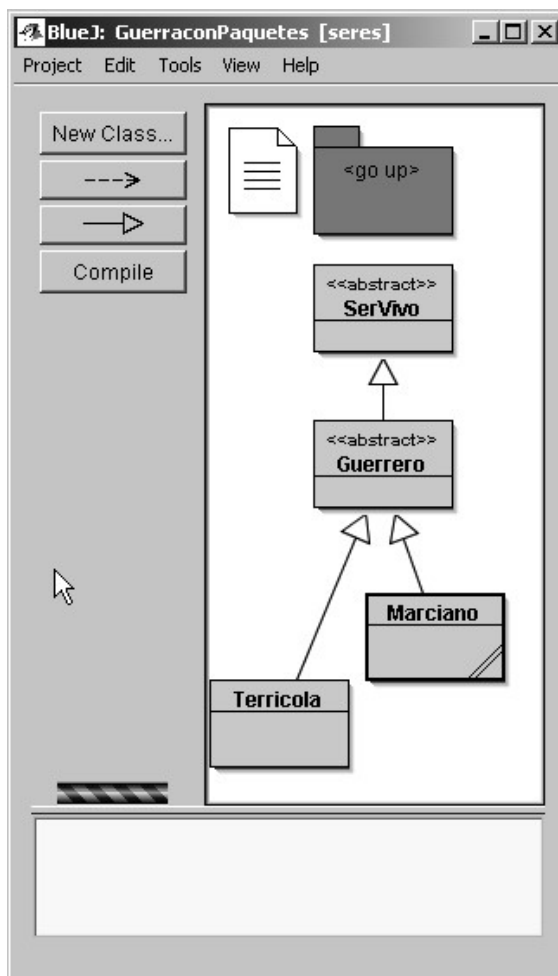 BlueJ: GuerraconPaquetes [seres]
Project Edit Tools View Help
New Class...
Compile
<go up>
<<abstract>>
SerVivo
<<abstract>>
Guerrero
Marciano
Terricola